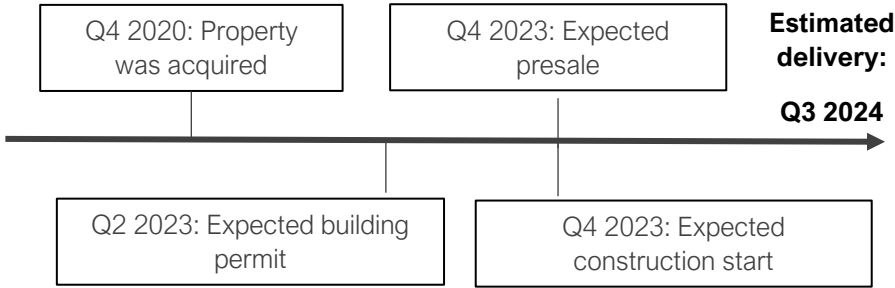 Q4 2020: Property
was acquired
Q4 2023: Expected
presale
Estimated
delivery:
Q3 2024
Q2 2023: Expected building
permit
Q4 2023: Expected
construction start